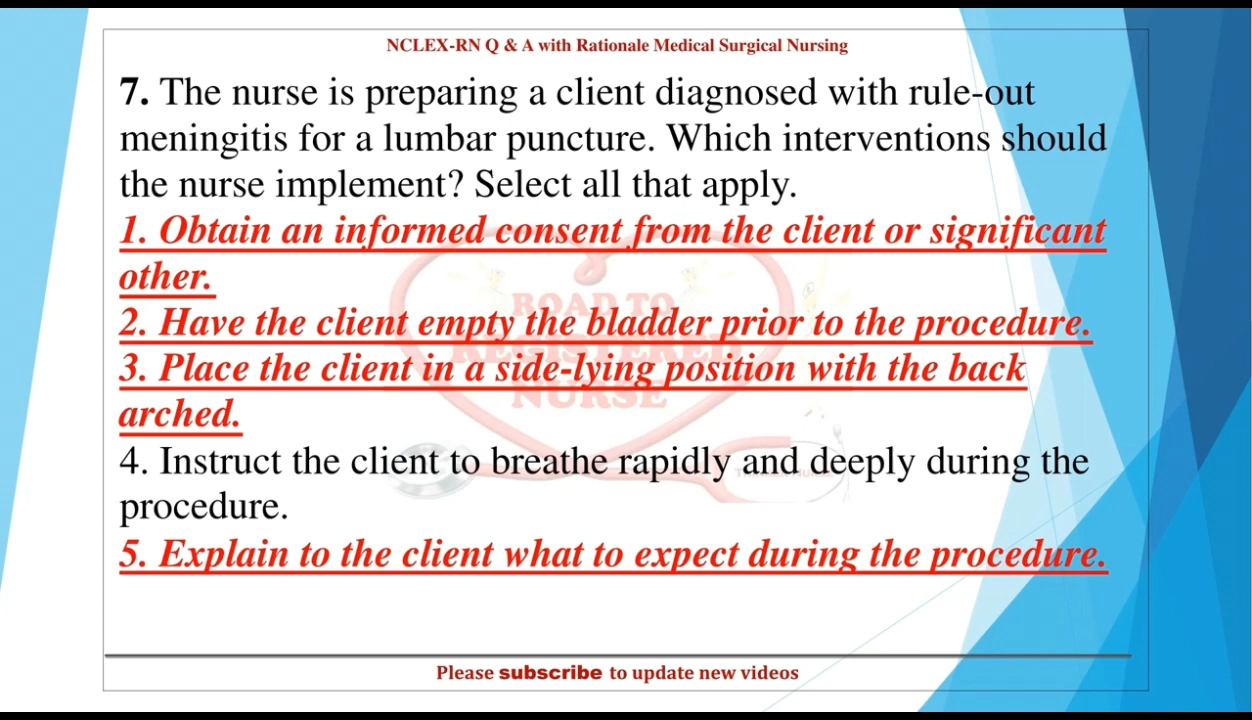 NCLEX-RN Q & A with Rationale Medical Surgical Nursing
7. The nurse is preparing a client diagnosed with rule-out
meningitis for a lumbar puncture. Which interventions should
the nurse implement? Select all that apply.
1. Obtain an informed consent from the client or significant
other.
2. Have the client empty the bladder prior to the procedure.
3. Place the client in a side-lying position with the back
arched.
4. Instruct the client to breathe rapidly and deeply during the
procedure.
5. Explain to the client what to expect during the procedure.
ROAD TO
REGISTERED
NURSE
Please subscribe to update new videos